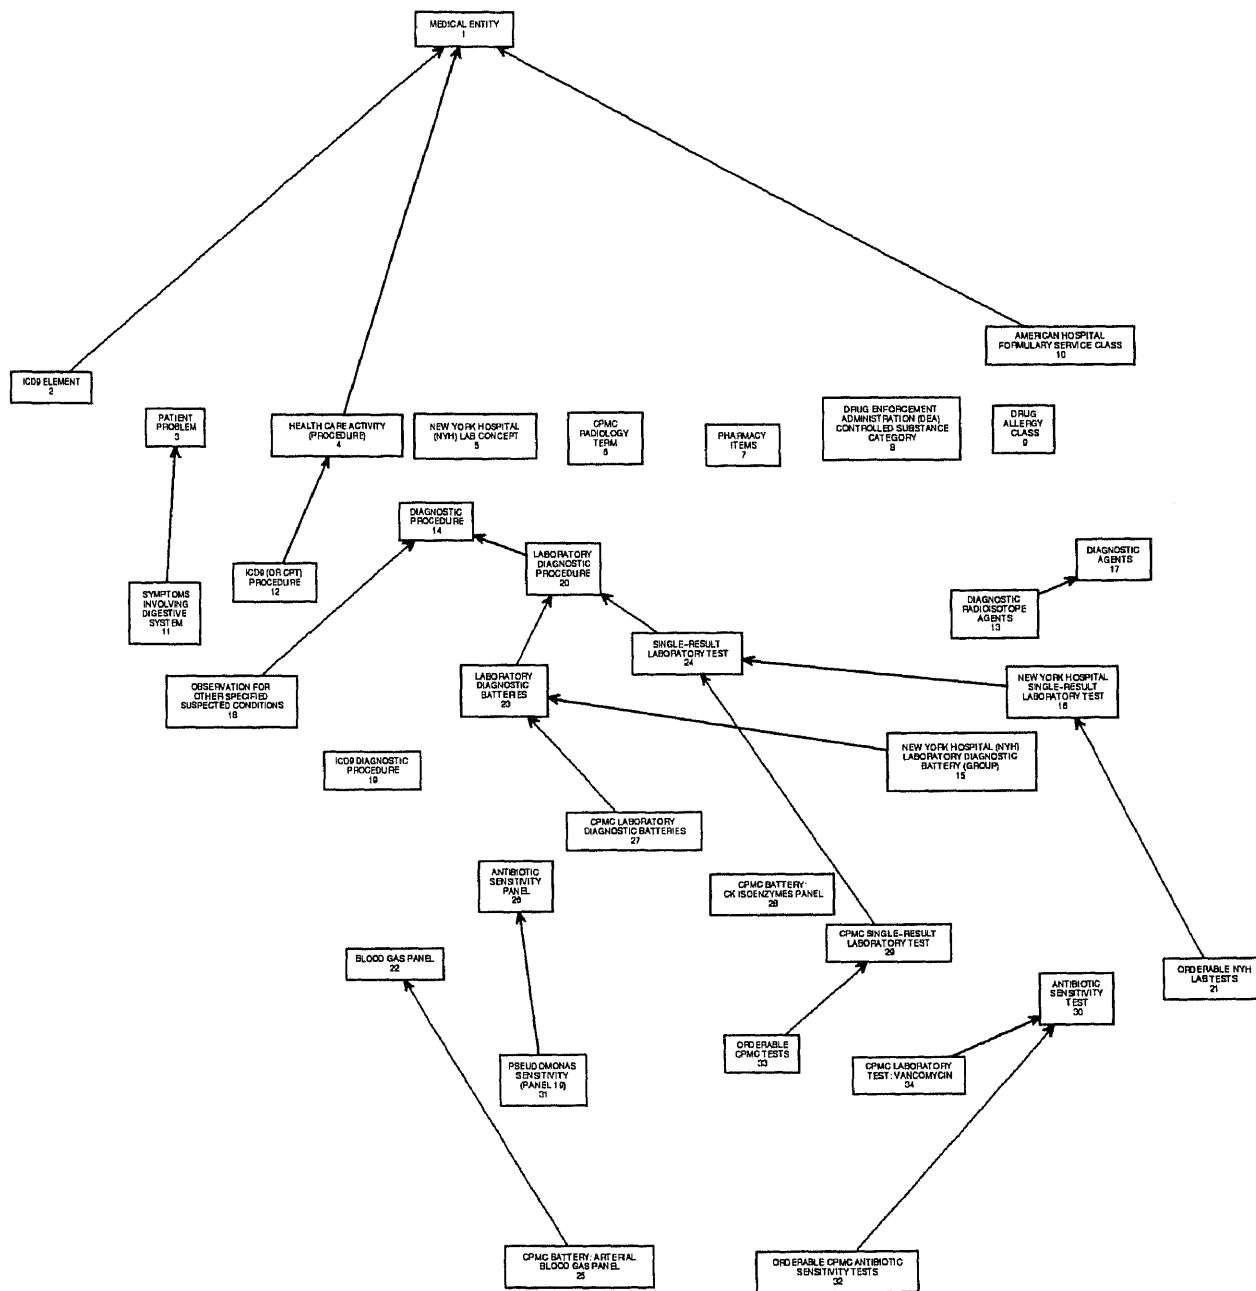 MEDICAL ENTITY
1
AMERICAN HOSPITAL
FORMULARY SERVICE CLASS
10
ICD9 ELEMENT
2
PATIENT
PROBLEM
3
HEALTH CARE ACTIVITY
(PROCEDURE)
4
NEW YORK HOSPITAL
(NYH) LAB CONCEPT
5
CPMC
RADIOLOGY
TERM
6
PHARMACY
ITEMS
7
DRUG ENFORCEMENT
ADMINISTRATION (DEA)
CONTROLLED SUBSTANCE
CATEGORY
8
DRUG
ALLERGY
CLASS
9
DIAGNOSTIC
PROCEDURE
14
LABORATORY
DIAGNOSTIC
PROCEDURE
20
DIAGNOSTIC
AGENTS
17
ICD9 (OR CPT)
PROCEDURE
12
SYMPTOMS
INVOLVING
DIGESTIVE
SYSTEM
11
DIAGNOSTIC
RADIOISOTOPE
AGENTS
13
SINGLE-RESULT
LABORATORY TEST
24
LABORATORY
DIAGNOSTIC
BATTERIES
23
NEW YORK HOSPITAL
SINGLE-RESULT
LABORATORY TEST
16
OBSERVATION FOR
OTHER SPECIFIED
SUSPECTED CONDITIONS
18
NEW YORK HOSPITAL (NYH)
LABORATORY DIAGNOSTIC
BATTERY (GROUP)
15
ICD9 DIAGNOSTIC
PROCEDURE
19
CPMC LABORATORY
DIAGNOSTIC BATTERIES
27
ANTIBIOTIC
SENSITIVITY
PANEL
26
CPMC BATTERY:
CK ISOENZYMES PANEL
28
CPMC SINGLE-RESULT
LABORATORY TEST
29
BLOOD GAS PANEL
22
ORDERABLE NYH
LAB TESTS
21
ANTIBIOTIC
SENSITIVITY
TEST
30
ORDERABLE
CPMC TESTS
33
PSEUDOMONAS
SENSITIVITY
(PANEL 19)
31
CPMC LABORATORY
TEST: VANCOMYCIN
34
CPMC BATTERY: ARTERIAL
BLOOD GAS PANEL
25
ORDERABLE CPMC ANTIBIOTIC
SENSITIVITY TESTS
32